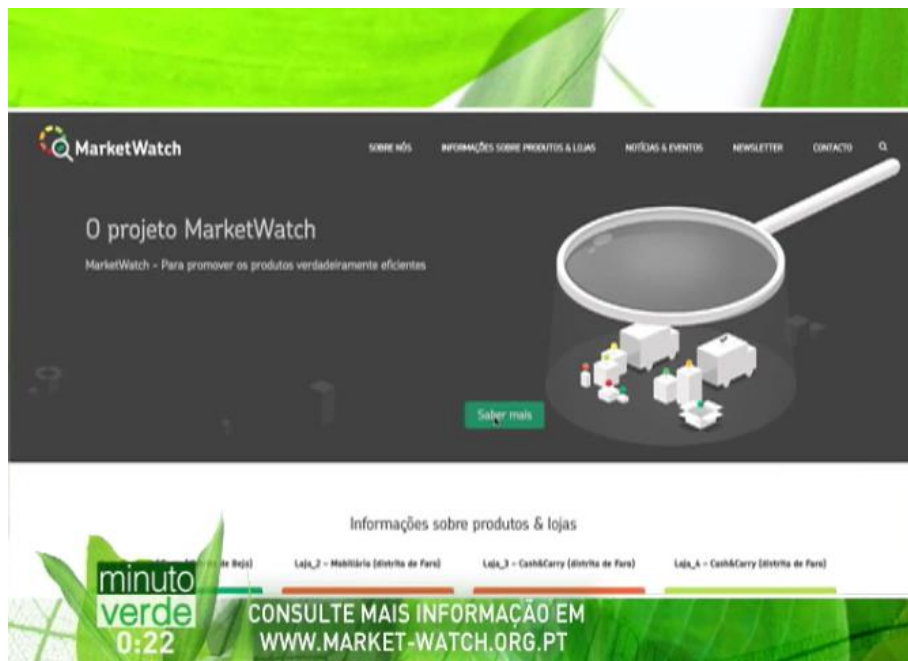 MarketWatch
SOBRE NÓS INFORMAÇÕES SOBRE PRODUTOS & LOJAS NOTÍCIAS & EVENTOS NEWSLETTER CONTACTO
O projeto MarketWatch
MarketWatch - Para promover os produtos verdadeiramente eficientes
Saber mais
Informações sobre produtos & lojas
de Beja) Loja_2 - Mobiliário (distrito de Faro) Loja_3 - Cash&Carry (distrito de Faro) Loja_4 - Cash&Carry (distrito de Faro)
minuto
verde
0:22
CONSULTE MAIS INFORMAÇÃO EM
WWW.MARKET-WATCH.ORG.PT